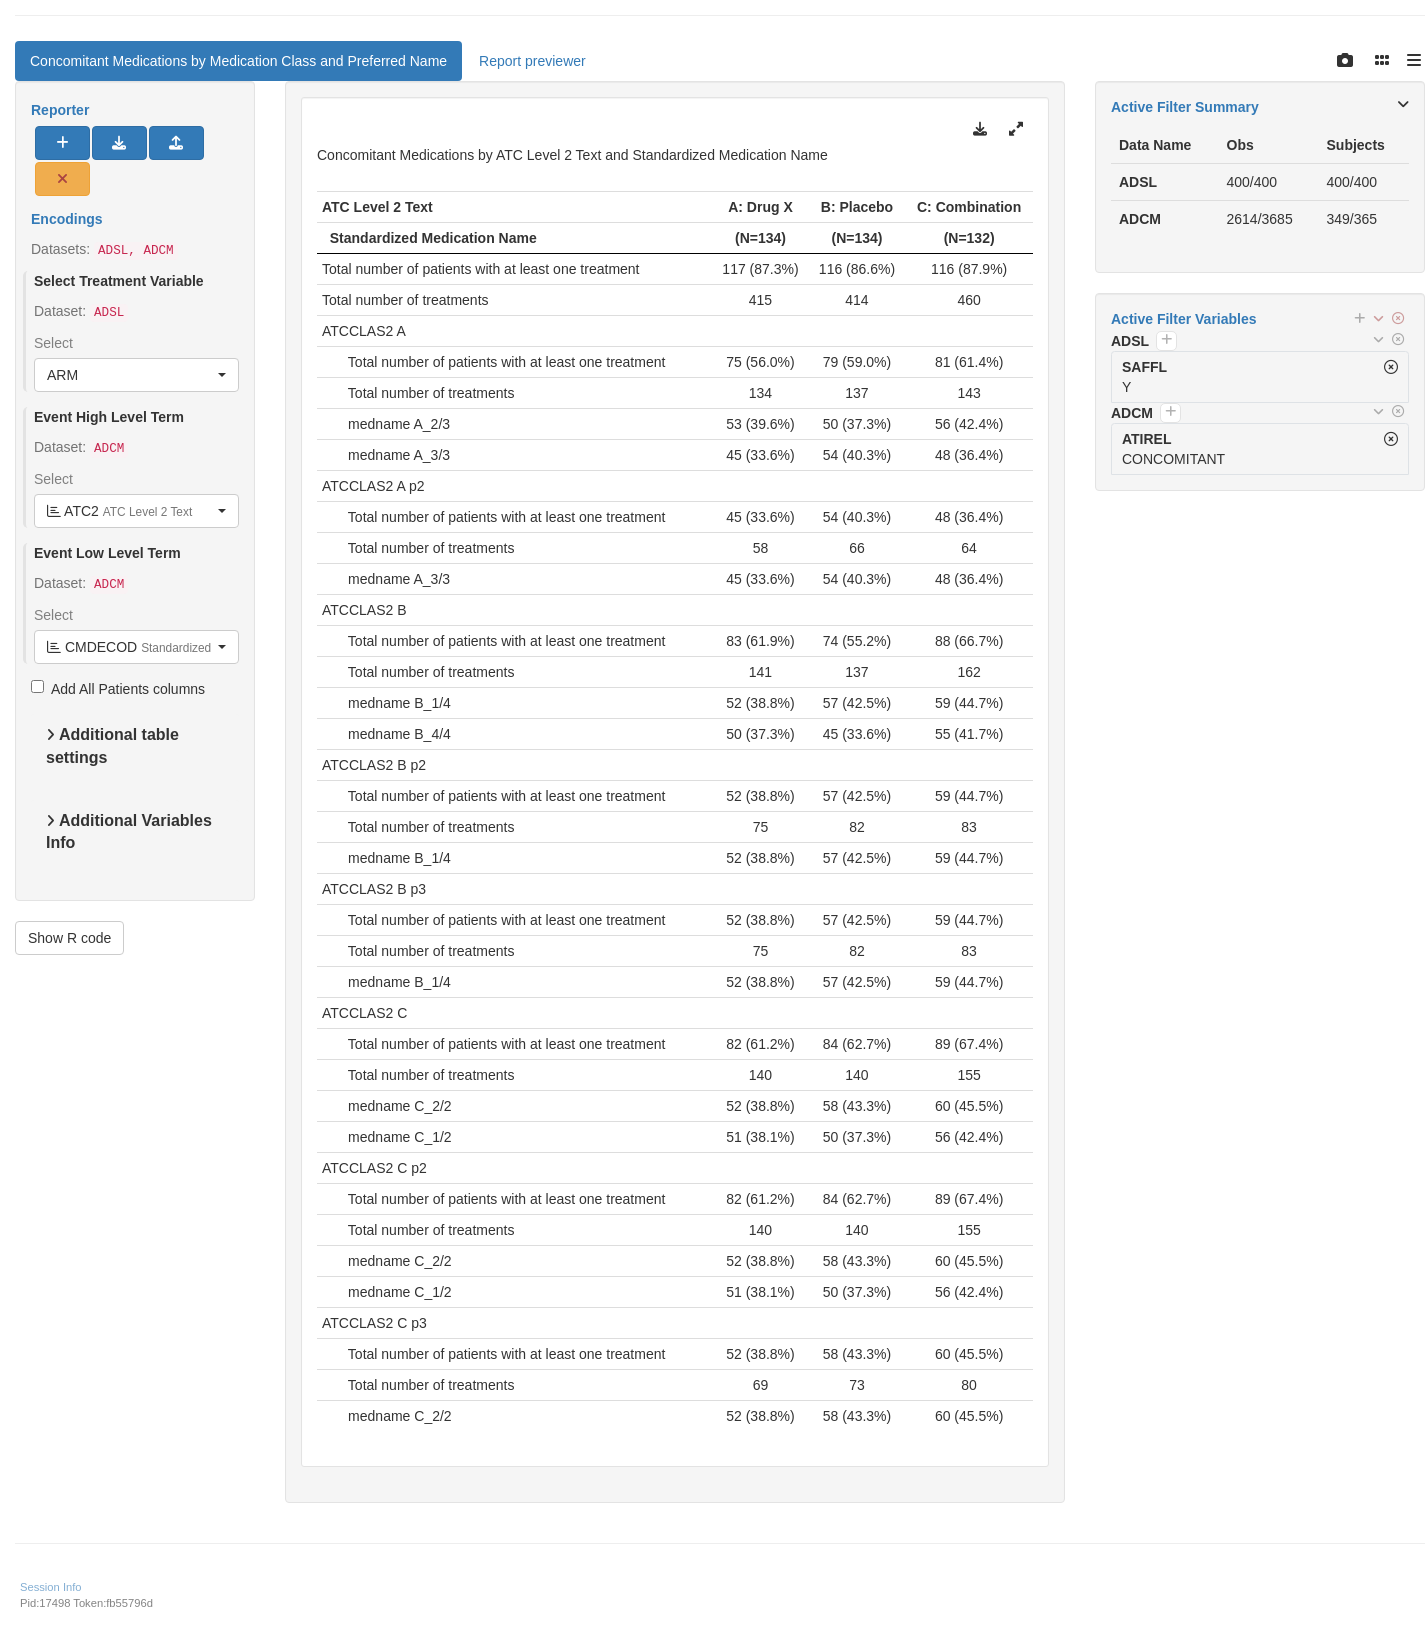 Concomitant Medications by Medication Class and Preferred Name
Report previewer
Reporter
Encodings
Datasets: ADSL, ADCM
Select Treatment Variable
Dataset: ADSL
Select
ARM
Event High Level Term
Dataset: ADCM
Select
ATC2 ATC Level 2 Text
Event Low Level Term
Dataset: ADCM
Select
CMDECOD Standardized
Add All Patients columns
Additional table
settings
Additional Variables
Info
Show R code
Concomitant Medications by ATC Level 2 Text and Standardized Medication Name
ATC Level 2 Text A: Drug X B: Placebo C: Combination
Standardized Medication Name (N=134) (N=134) (N=132)
Total number of patients with at least one treatment 117 (87.3%) 116 (86.6%) 116 (87.9%)
Total number of treatments 415 414 460
ATCCLAS2 A
Total number of patients with at least one treatment 75 (56.0%) 79 (59.0%) 81 (61.4%)
Total number of treatments 134 137 143
medname A_2/3 53 (39.6%) 50 (37.3%) 56 (42.4%)
medname A_3/3 45 (33.6%) 54 (40.3%) 48 (36.4%)
ATCCLAS2 A p2
Total number of patients with at least one treatment 45 (33.6%) 54 (40.3%) 48 (36.4%)
Total number of treatments 58 66 64
medname A_3/3 45 (33.6%) 54 (40.3%) 48 (36.4%)
ATCCLAS2 B
Total number of patients with at least one treatment 83 (61.9%) 74 (55.2%) 88 (66.7%)
Total number of treatments 141 137 162
medname B_1/4 52 (38.8%) 57 (42.5%) 59 (44.7%)
medname B_4/4 50 (37.3%) 45 (33.6%) 55 (41.7%)
ATCCLAS2 B p2
Total number of patients with at least one treatment 52 (38.8%) 57 (42.5%) 59 (44.7%)
Total number of treatments 75 82 83
medname B_1/4 52 (38.8%) 57 (42.5%) 59 (44.7%)
ATCCLAS2 B p3
Total number of patients with at least one treatment 52 (38.8%) 57 (42.5%) 59 (44.7%)
Total number of treatments 75 82 83
medname B_1/4 52 (38.8%) 57 (42.5%) 59 (44.7%)
ATCCLAS2 C
Total number of patients with at least one treatment 82 (61.2%) 84 (62.7%) 89 (67.4%)
Total number of treatments 140 140 155
medname C_2/2 52 (38.8%) 58 (43.3%) 60 (45.5%)
medname C_1/2 51 (38.1%) 50 (37.3%) 56 (42.4%)
ATCCLAS2 C p2
Total number of patients with at least one treatment 82 (61.2%) 84 (62.7%) 89 (67.4%)
Total number of treatments 140 140 155
medname C_2/2 52 (38.8%) 58 (43.3%) 60 (45.5%)
medname C_1/2 51 (38.1%) 50 (37.3%) 56 (42.4%)
ATCCLAS2 C p3
Total number of patients with at least one treatment 52 (38.8%) 58 (43.3%) 60 (45.5%)
Total number of treatments 69 73 80
medname C_2/2 52 (38.8%) 58 (43.3%) 60 (45.5%)
Active Filter Summary
Data Name Obs Subjects
ADSL 400/400 400/400
ADCM 2614/3685 349/365
Active Filter Variables
ADSL
SAFFL
Y
ADCM
ATIREL
CONCOMITANT
Session Info
Pid:17498 Token:fb55796d